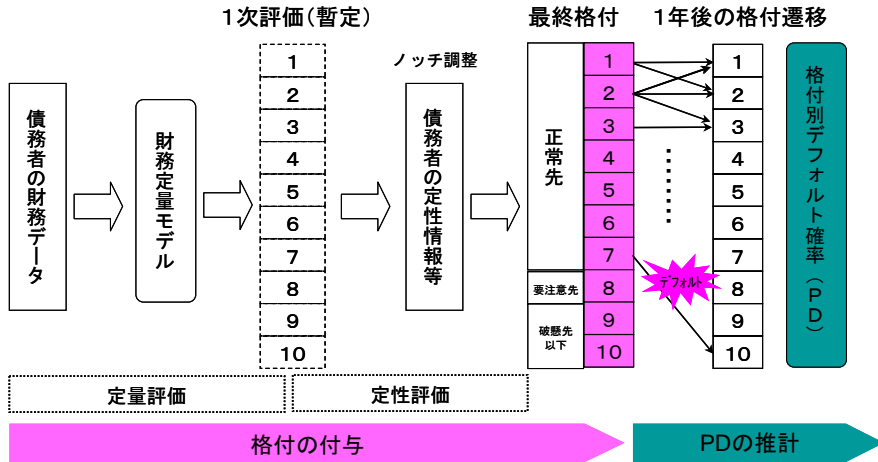 1次評価(暫定)
最終格付
1年後の格付遷移
ノッチ調整
債務者の財務データ
財務定量モデル
1
2
3
4
5
6
7
8
9
10
債務者の定性情報等
正常先
要注意先
破懸先
以下
1
2
3
4
5
6
7
8
9
10
デフォルト
1
2
3
4
5
6
7
8
9
10
格付別デフォルト確率(PD)
定量評価
定性評価
格付の付与
PDの推計